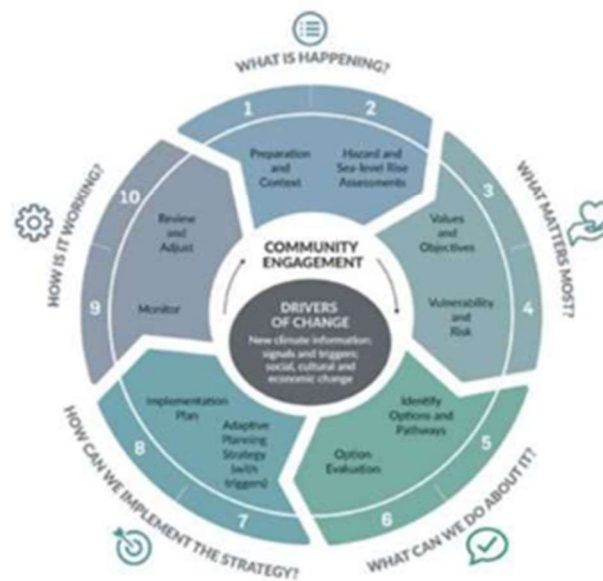 WHAT IS HAPPENING?
1
2
Preparation
and
Context
Hazard and
Sea-level Rise
Assessments
WHAT MATTERS MOST?
3
4
Values
and
Objectives
Vulnerability
and
Risk
WHAT CAN WE DO ABOUT IT?
5
6
Identify
Options and
Pathways
Option
Evaluation
HOW CAN WE IMPLEMENT THE STRATEGY?
7
8
Adaptive
Planning
Strategy
(with
triggers)
Implementation
Plan
HOW IS IT WORKING?
9
10
Monitor
Review
and
Adjust
COMMUNITY
ENGAGEMENT
DRIVERS
OF CHANGE
New climate information;
signals and triggers;
social, cultural and
economic change